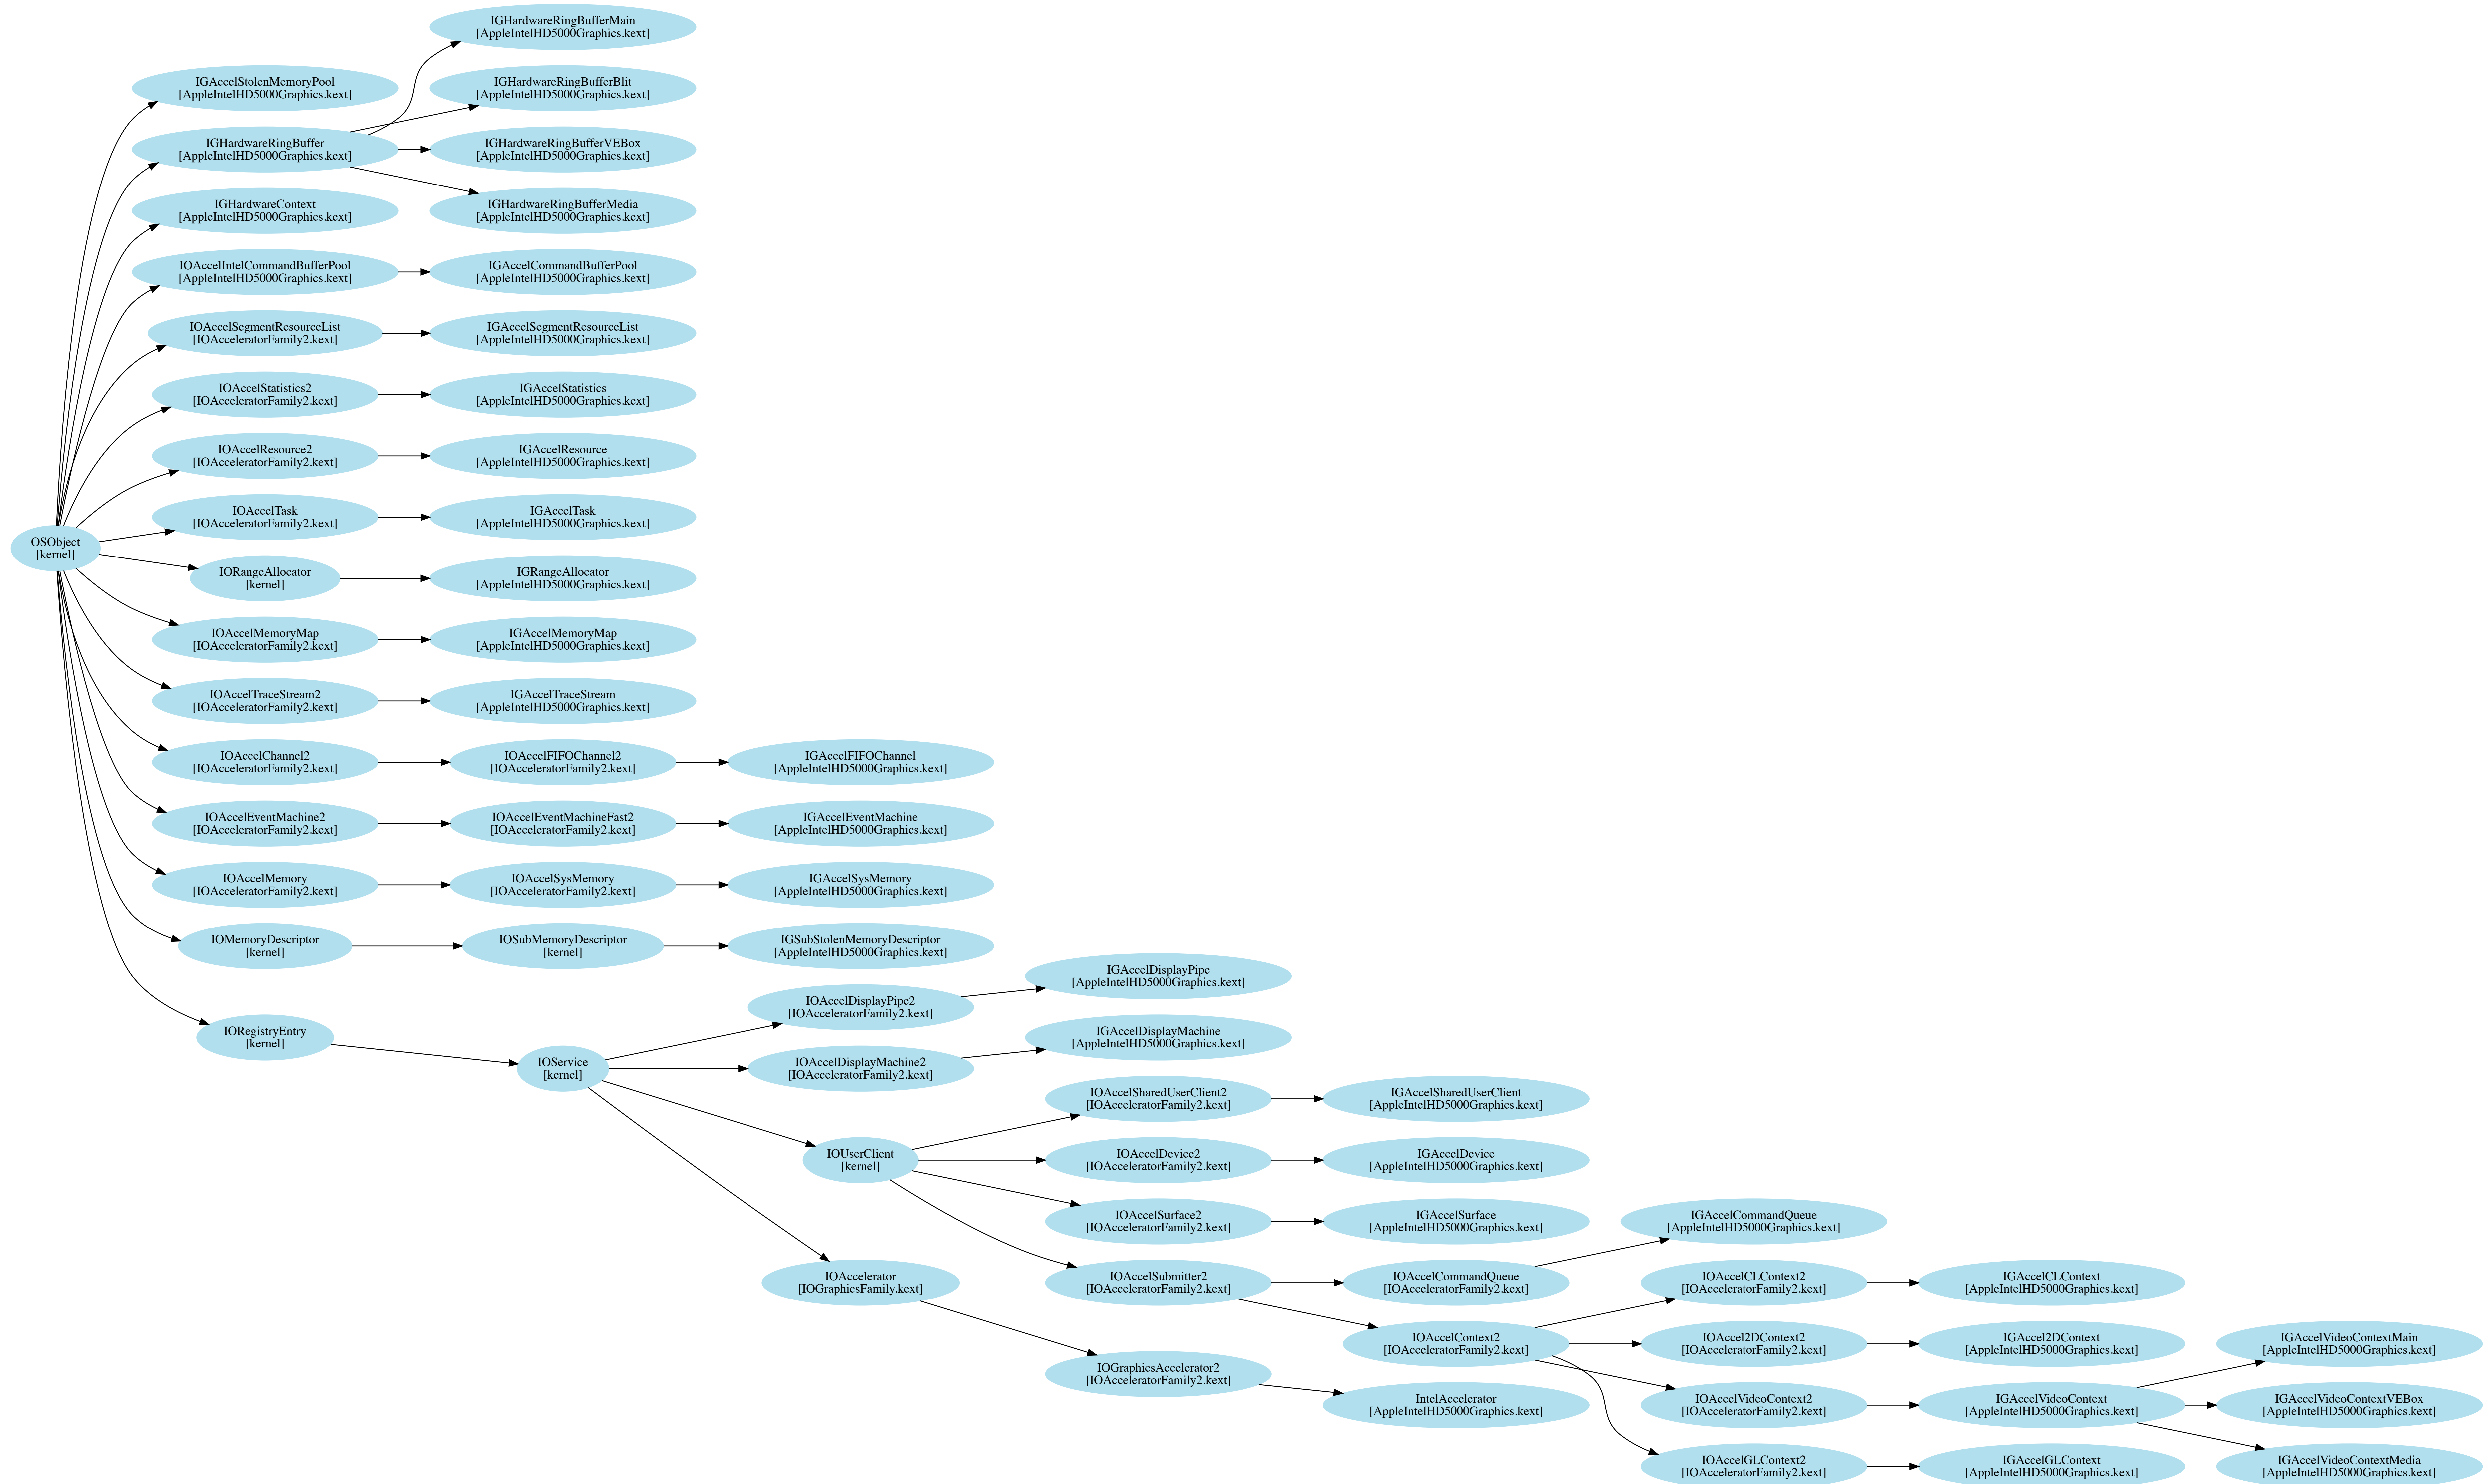 IGHardwareRingBufferMain
[AppleIntelHD5000Graphics.kext]
IGAccelStolenMemoryPool
[AppleIntelHD5000Graphics.kext]
IGHardwareRingBufferBlit
[AppleIntelHD5000Graphics.kext]
IGHardwareRingBuffer
[AppleIntelHD5000Graphics.kext]
IGHardwareRingBufferVEBox
[AppleIntelHD5000Graphics.kext]
IGHardwareContext
[AppleIntelHD5000Graphics.kext]
IGHardwareRingBufferMedia
[AppleIntelHD5000Graphics.kext]
IOAccelIntelCommandBufferPool
[AppleIntelHD5000Graphics.kext]
IGAccelCommandBufferPool
[AppleIntelHD5000Graphics.kext]
IOAccelSegmentResourceList
[IOAcceleratorFamily2.kext]
IGAccelSegmentResourceList
[AppleIntelHD5000Graphics.kext]
IOAccelStatistics2
[IOAcceleratorFamily2.kext]
IGAccelStatistics
[AppleIntelHD5000Graphics.kext]
IOAccelResource2
[IOAcceleratorFamily2.kext]
IGAccelResource
[AppleIntelHD5000Graphics.kext]
IOAccelTask
[IOAcceleratorFamily2.kext]
IGAccelTask
[AppleIntelHD5000Graphics.kext]
OSObject
[kernel]
IORangeAllocator
[kernel]
IGRangeAllocator
[AppleIntelHD5000Graphics.kext]
IOAccelMemoryMap
[IOAcceleratorFamily2.kext]
IGAccelMemoryMap
[AppleIntelHD5000Graphics.kext]
IOAccelTraceStream2
[IOAcceleratorFamily2.kext]
IGAccelTraceStream
[AppleIntelHD5000Graphics.kext]
IOAccelChannel2
[IOAcceleratorFamily2.kext]
IOAccelFIFOChannel2
[IOAcceleratorFamily2.kext]
IGAccelFIFOChannel
[AppleIntelHD5000Graphics.kext]
IOAccelEventMachine2
[IOAcceleratorFamily2.kext]
IOAccelEventMachineFast2
[IOAcceleratorFamily2.kext]
IGAccelEventMachine
[AppleIntelHD5000Graphics.kext]
IOAccelMemory
[IOAcceleratorFamily2.kext]
IOAccelSysMemory
[IOAcceleratorFamily2.kext]
IGAccelSysMemory
[AppleIntelHD5000Graphics.kext]
IOMemoryDescriptor
[kernel]
IOSubMemoryDescriptor
[kernel]
IGSubStolenMemoryDescriptor
[AppleIntelHD5000Graphics.kext]
IGAccelDisplayPipe
[AppleIntelHD5000Graphics.kext]
IOAccelDisplayPipe2
[IOAcceleratorFamily2.kext]
IORegistryEntry
[kernel]
IGAccelDisplayMachine
[AppleIntelHD5000Graphics.kext]
IOService
[kernel]
IOAccelDisplayMachine2
[IOAcceleratorFamily2.kext]
IOAccelSharedUserClient2
[IOAcceleratorFamily2.kext]
IGAccelSharedUserClient
[AppleIntelHD5000Graphics.kext]
IOUserClient
[kernel]
IOAccelDevice2
[IOAcceleratorFamily2.kext]
IGAccelDevice
[AppleIntelHD5000Graphics.kext]
IOAccelSurface2
[IOAcceleratorFamily2.kext]
IGAccelSurface
[AppleIntelHD5000Graphics.kext]
IGAccelCommandQueue
[AppleIntelHD5000Graphics.kext]
IOAccelerator
[IOGraphicsFamily.kext]
IOAccelSubmitter2
[IOAcceleratorFamily2.kext]
IOAccelCommandQueue
[IOAcceleratorFamily2.kext]
IOAccelCLContext2
[IOAcceleratorFamily2.kext]
IGAccelCLContext
[AppleIntelHD5000Graphics.kext]
IOAccelContext2
[IOAcceleratorFamily2.kext]
IOAccel2DContext2
[IOAcceleratorFamily2.kext]
IGAccel2DContext
[AppleIntelHD5000Graphics.kext]
IGAccelVideoContextMain
[AppleIntelHD5000Graphics.kext]
IOGraphicsAccelerator2
[IOAcceleratorFamily2.kext]
IntelAccelerator
[AppleIntelHD5000Graphics.kext]
IOAccelVideoContext2
[IOAcceleratorFamily2.kext]
IGAccelVideoContext
[AppleIntelHD5000Graphics.kext]
IGAccelVideoContextVEBox
[AppleIntelHD5000Graphics.kext]
IOAccelGLContext2
[IOAcceleratorFamily2.kext]
IGAccelGLContext
[AppleIntelHD5000Graphics.kext]
IGAccelVideoContextMedia
[AppleIntelHD5000Graphics.kext]